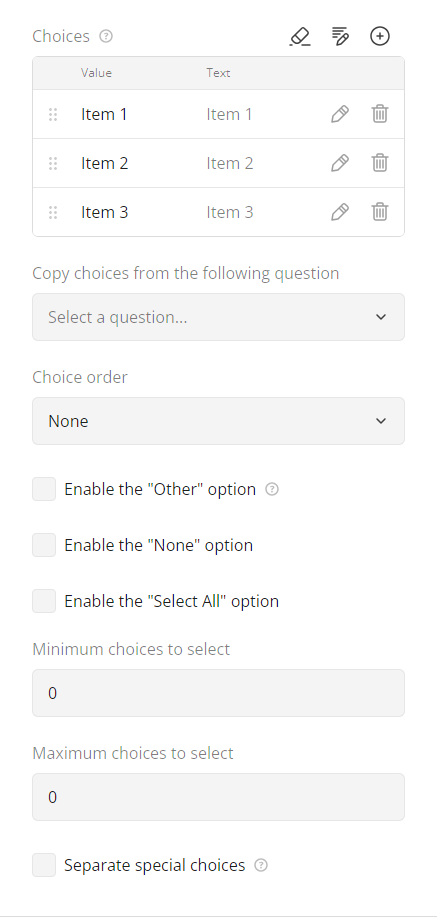 Choices
Value Text
Item 1 Item 1
Item 2 Item 2
Item 3 Item 3
Copy choices from the following question
Select a question...
Choice order
None
Enable the "Other" option
Enable the "None" option
Enable the "Select All" option
Minimum choices to select
0
Maximum choices to select
0
Separate special choices